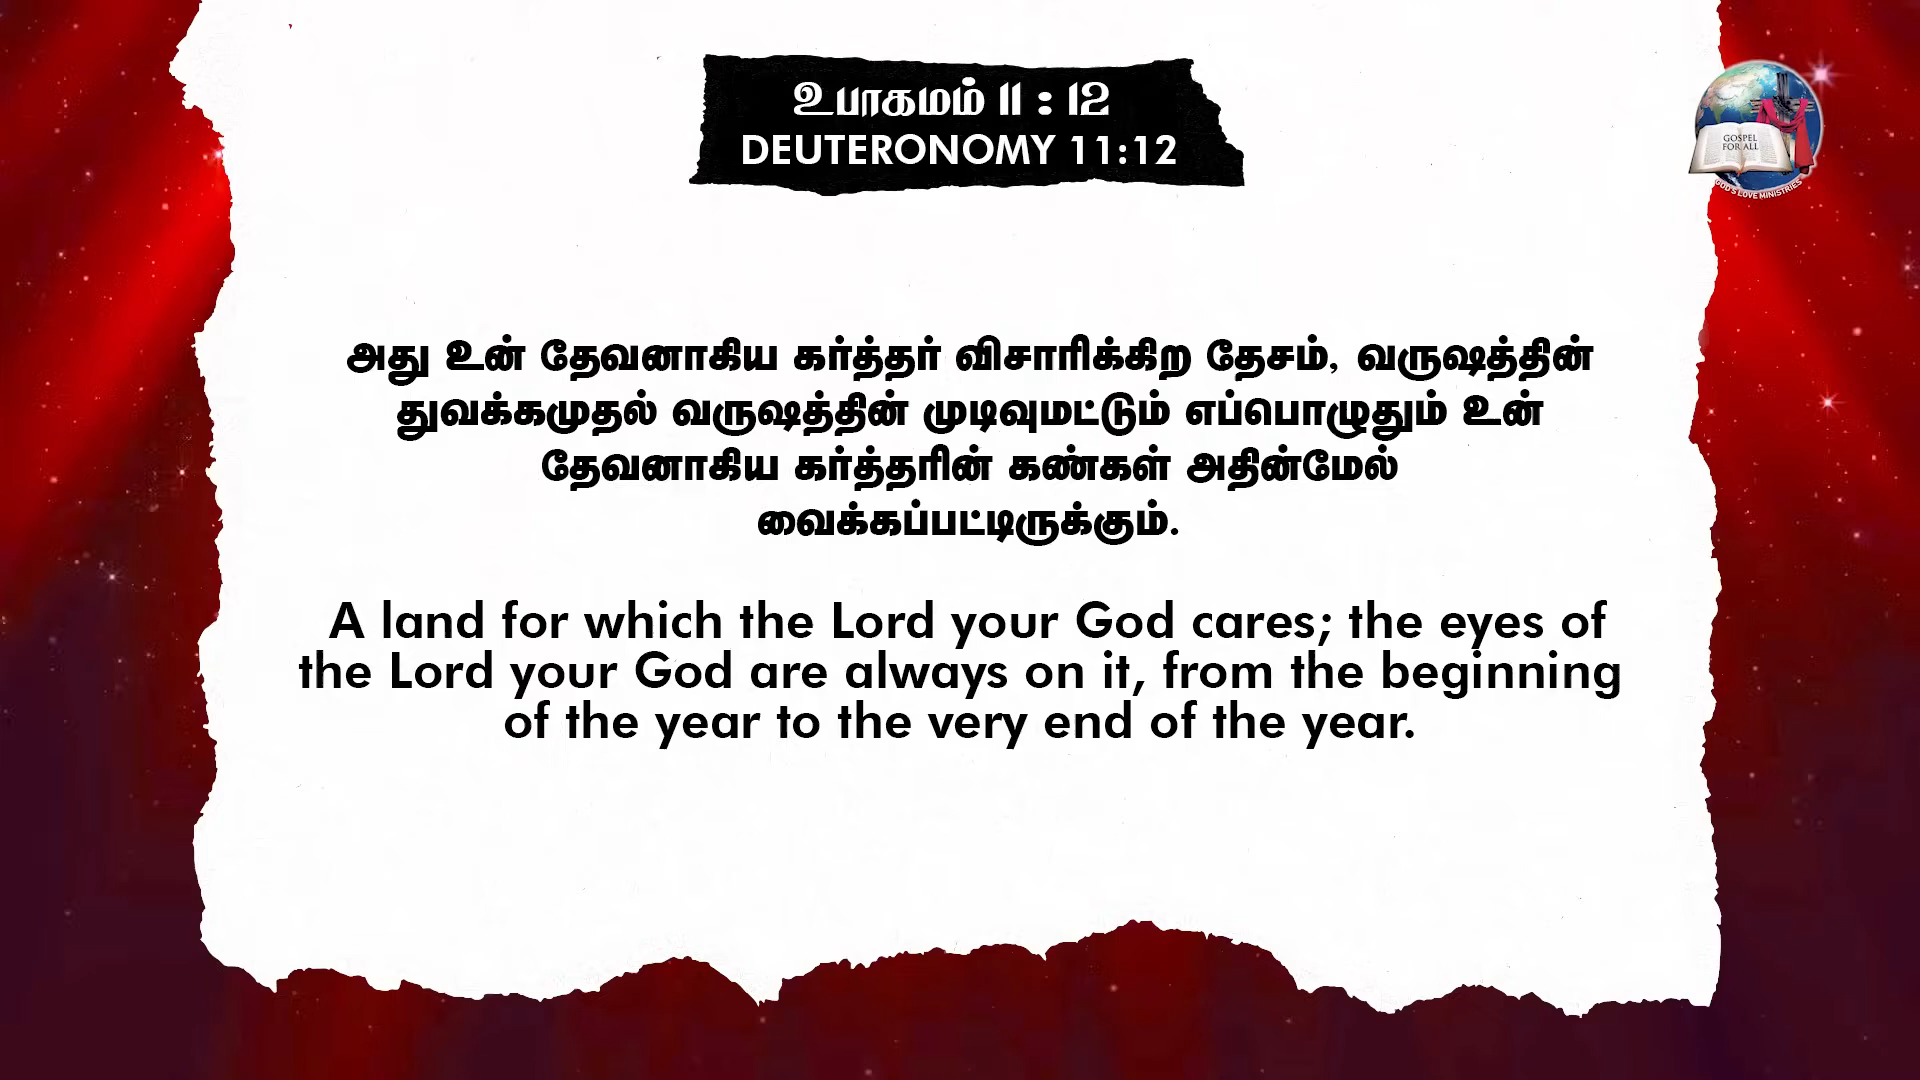 உபாகமம் 11 : 12
DEUTERONOMY 11:12
GOSPEL
FOR ALL
GOD'S LOVE MINISTRIES
அது உன் தேவனாகிய கர்த்தர் விசாரிக்கிற தேசம், வருஷத்தின்
துவக்கமுதல் வருஷத்தின் முடிவுமட்டும் எப்பொழுதும் உன்
தேவனாகிய கர்த்தரின் கண்கள் அதின்மேல்
வைக்கப்பட்டிருக்கும்.
A land for which the Lord your God cares; the eyes of
the Lord your God are always on it, from the beginning
of the year to the very end of the year.